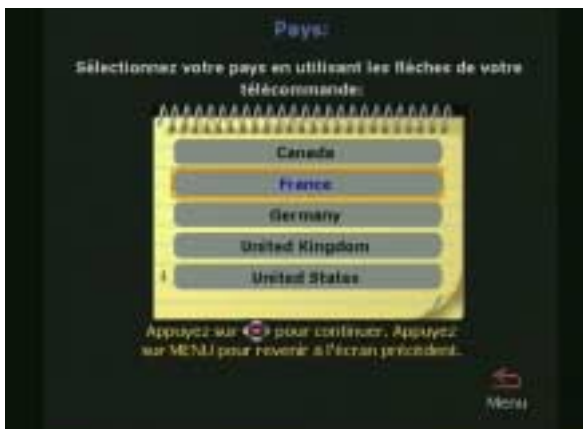 Pays:
Sélectionnez votre pays en utilisant les flèches de votre
télécommande:
Canada
France
Germany
United Kingdom
United States
Appuyez sur pour continuer. Appuyez
sur MENU pour revenir à l'écran précédent.
Menu